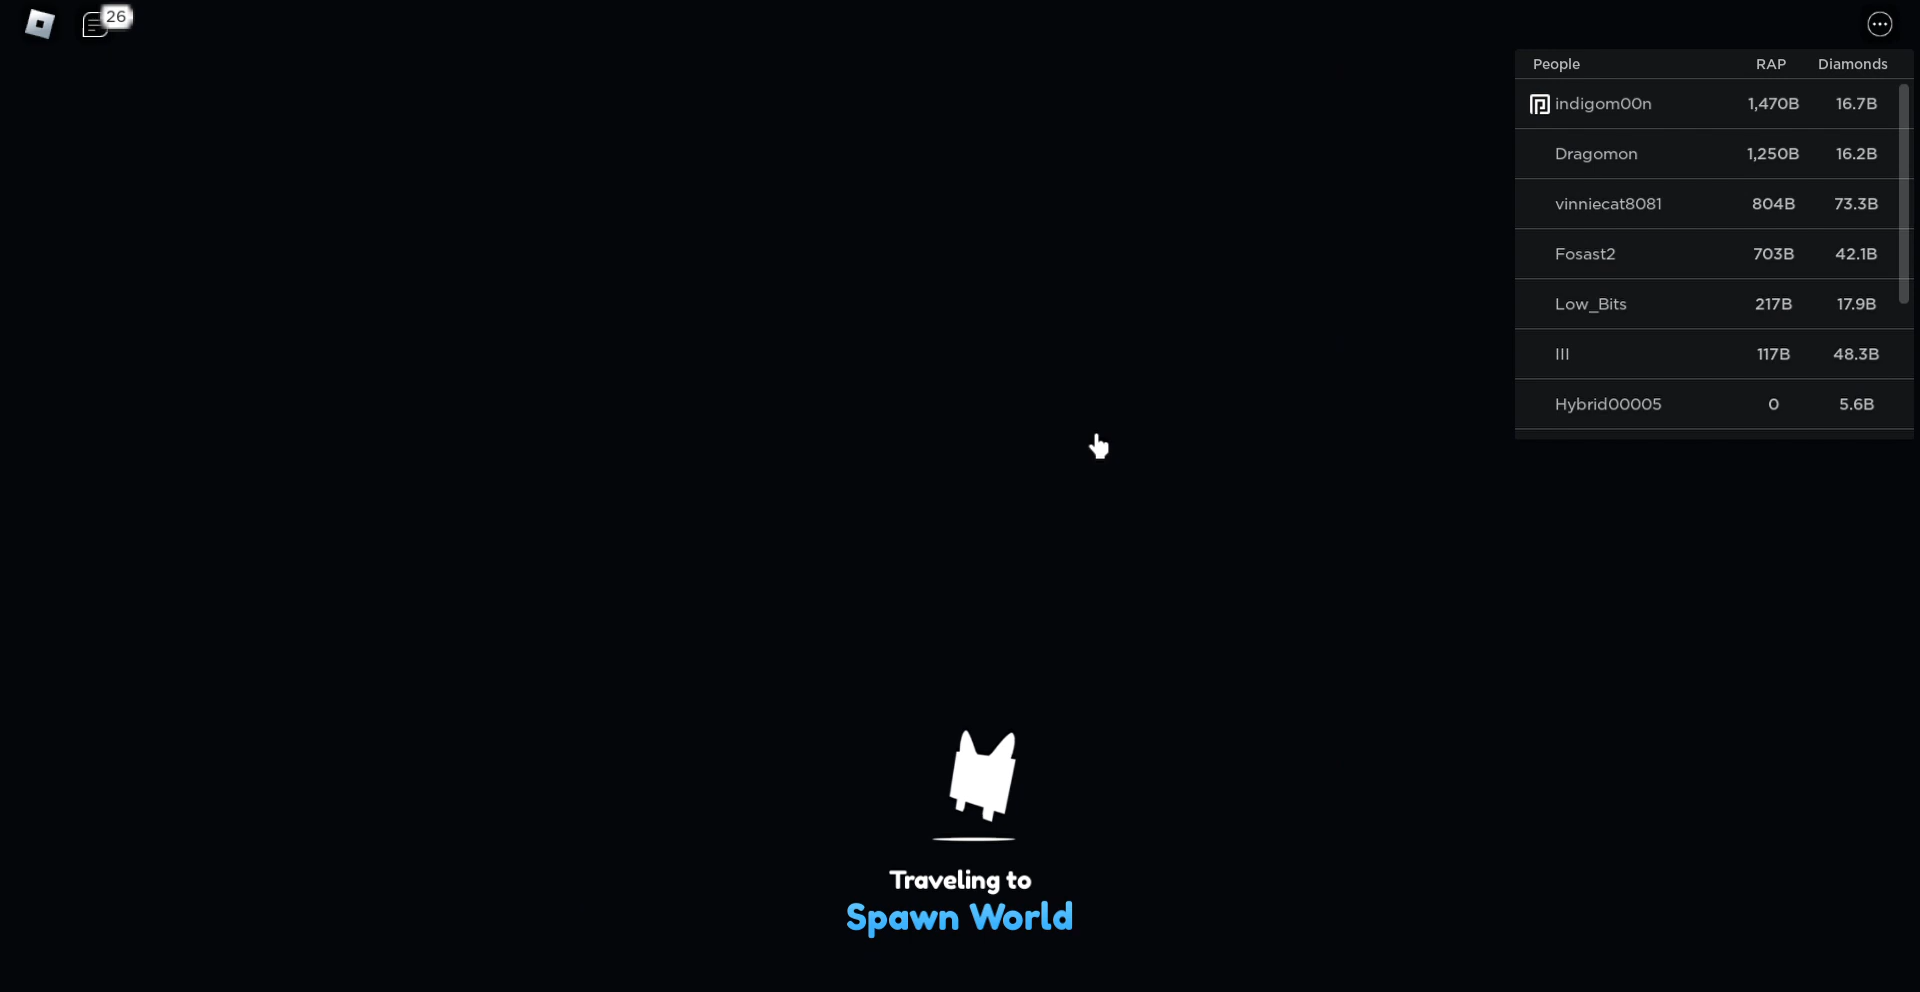 26
People RAP Diamonds
indigom00n 1,470B 16.7B
Dragomon 1,250B 16.2B
vinniecat8081 804B 73.3B
Fosast2 703B 42.1B
Low_Bits 217B 17.9B
III 117B 48.3B
Hybrid00005 0 5.6B
Traveling to
Spawn World